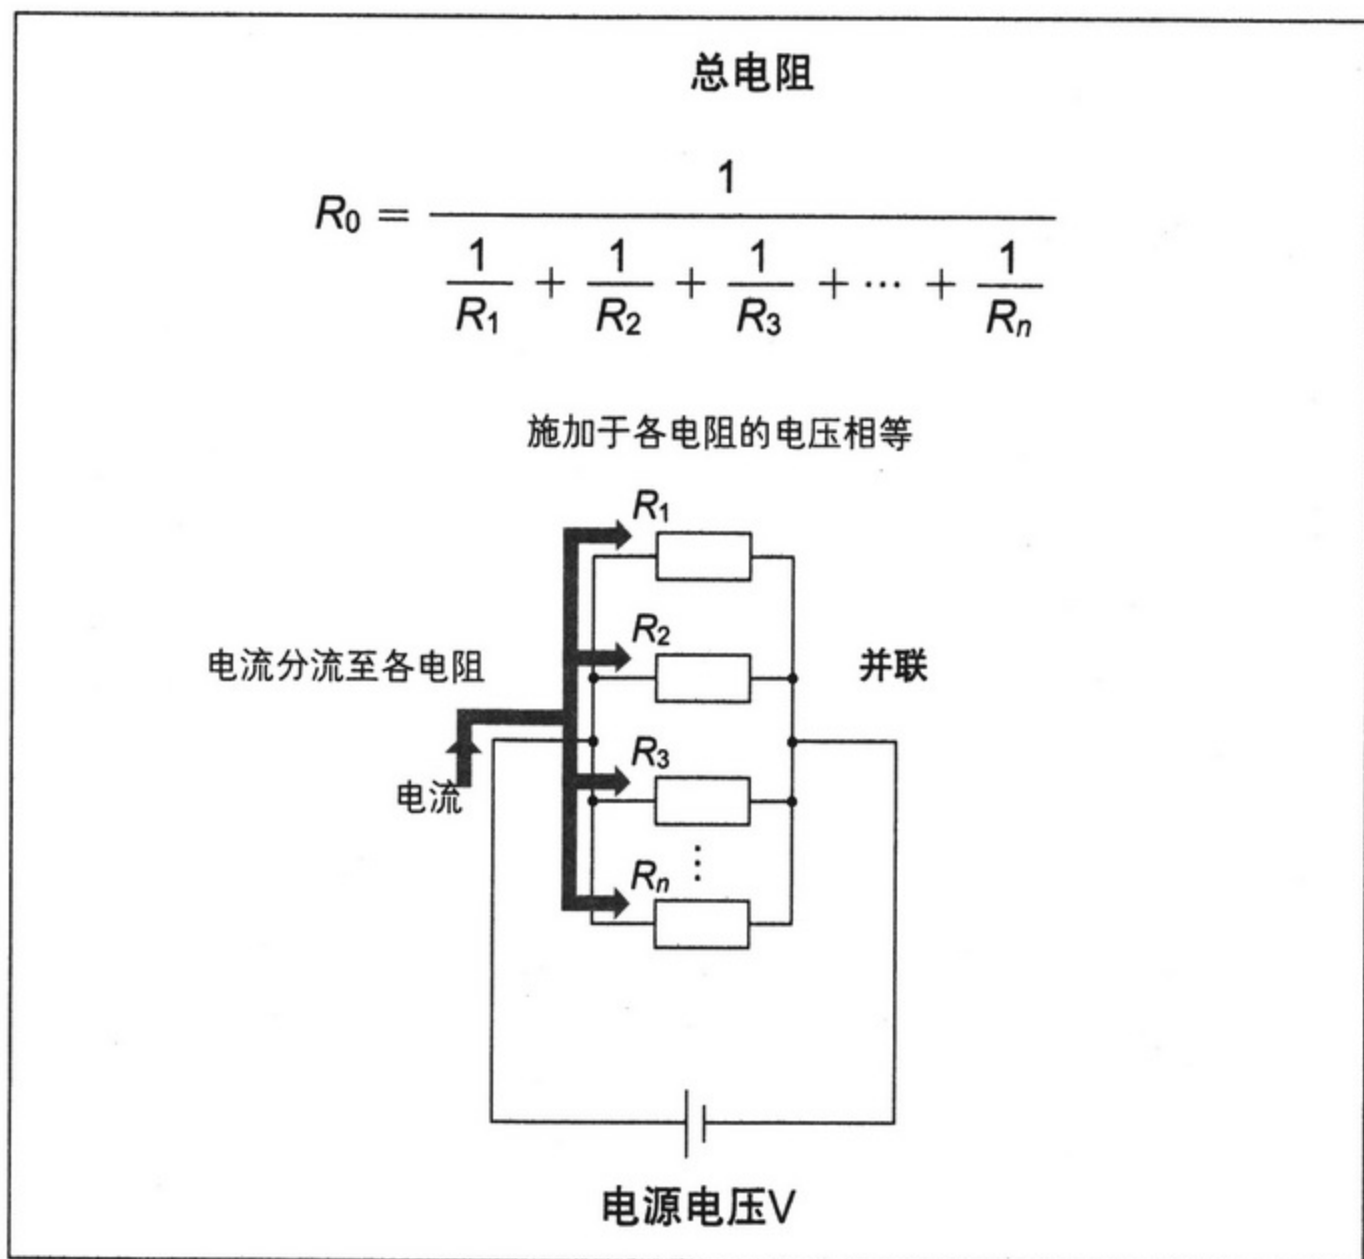 总电阻
R₀ = 1 / (1/R₁ + 1/R₂ + 1/R₃ + ··· + 1/Rₙ)
施加于各电阻的电压相等
R₁
R₂
电流分流至各电阻
并联
R₃
电流
⋮
Rₙ
电源电压V